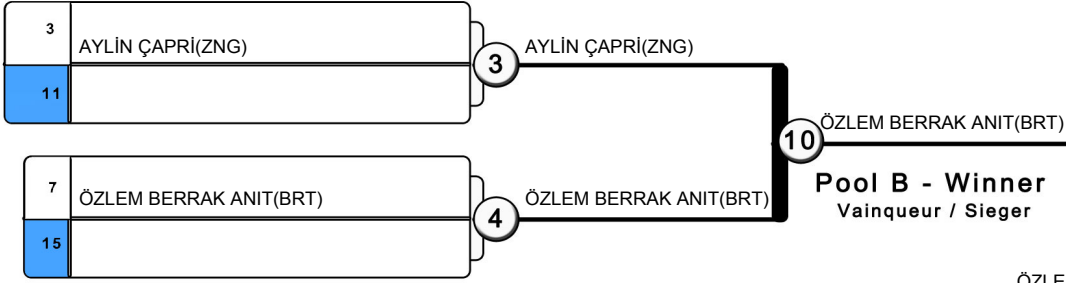 3
AYLİN ÇAPRİ(ZNG)
11
3
AYLİN ÇAPRİ(ZNG)
7
ÖZLEM BERRAK ANIT(BRT)
15
4
ÖZLEM BERRAK ANIT(BRT)
10
ÖZLEM BERRAK ANIT(BRT)
Pool B - Winner
Vainqueur / Sieger